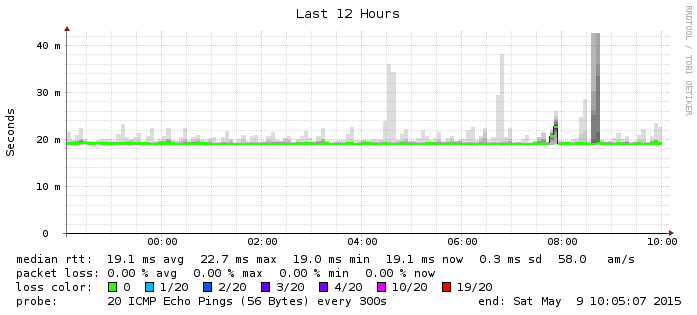 Last 12 Hours
RRDTOOL / TOBI OETIKER
Seconds
40 m
30 m
20 m
10 m
0
00:00 02:00 04:00 06:00 08:00 10:00
median rtt: 19.1 ms avg 22.7 ms max 19.0 ms min 19.1 ms now 0.3 ms sd 58.0 am/s
packet loss: 0.00 % avg 0.00 % max 0.00 % min 0.00 % now
loss color: 0 1/20 2/20 3/20 4/20 10/20 19/20
probe: 20 ICMP Echo Pings (56 Bytes) every 300s end: Sat May 9 10:05:07 2015